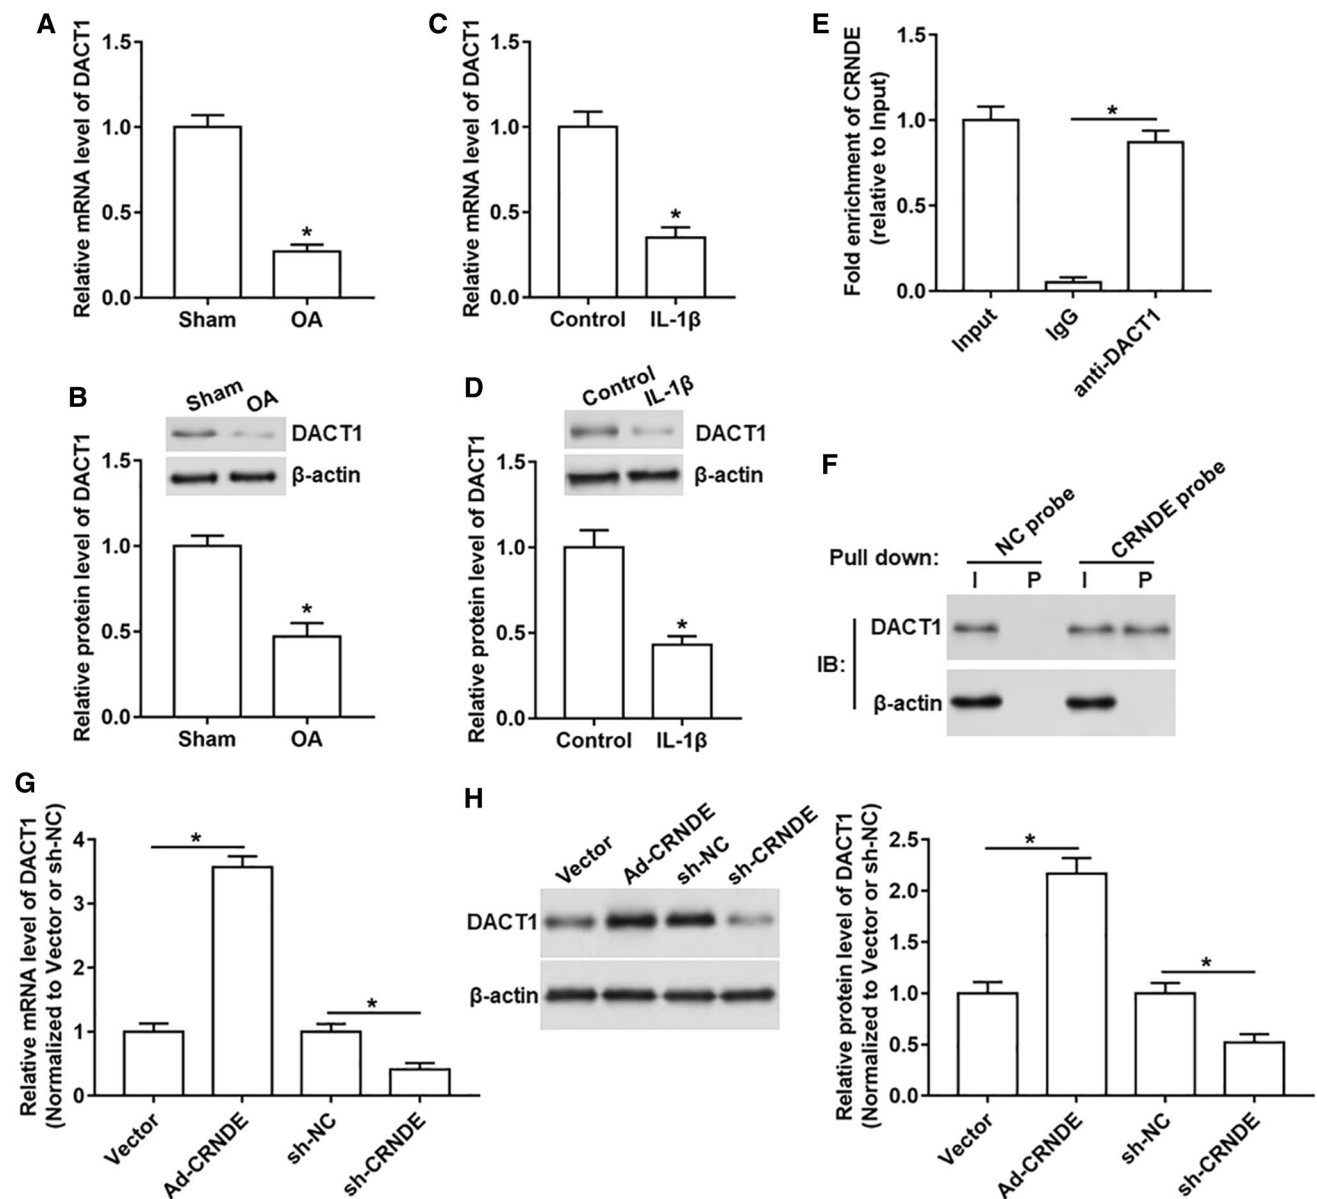 A
Relative mRNA level of DACT1
1.5
1.0
0.5
0.0
*
Sham OA
C
Relative mRNA level of DACT1
1.5
1.0
0.5
0.0
*
Control IL-1β
E
Fold enrichment of CRNDE
(relative to Input)
1.5
1.0
0.5
0.0
*
Input
IgG
anti-DACT1
B
Sham OA
DACT1
β-actin
Relative protein level of DACT1
1.5
1.0
0.5
0.0
*
Sham OA
D
Control IL-1β
DACT1
β-actin
Relative protein level of DACT1
1.5
1.0
0.5
0.0
*
Control IL-1β
F
Pull down:
NC probe CRNDE probe
I P I P
IB:
DACT1
β-actin
G
Relative mRNA level of DACT1
(Normalized to Vector or sh-NC)
4
3
2
1
0
*
*
Vector
Ad-CRNDE
sh-NC
sh-CRNDE
H
Vector
Ad-CRNDE
sh-NC
sh-CRNDE
DACT1
β-actin
Relative protein level of DACT1
(Normalized to Vector or sh-NC)
2.5
2.0
1.5
1.0
0.5
0.0
*
*
Vector
Ad-CRNDE
sh-NC
sh-CRNDE